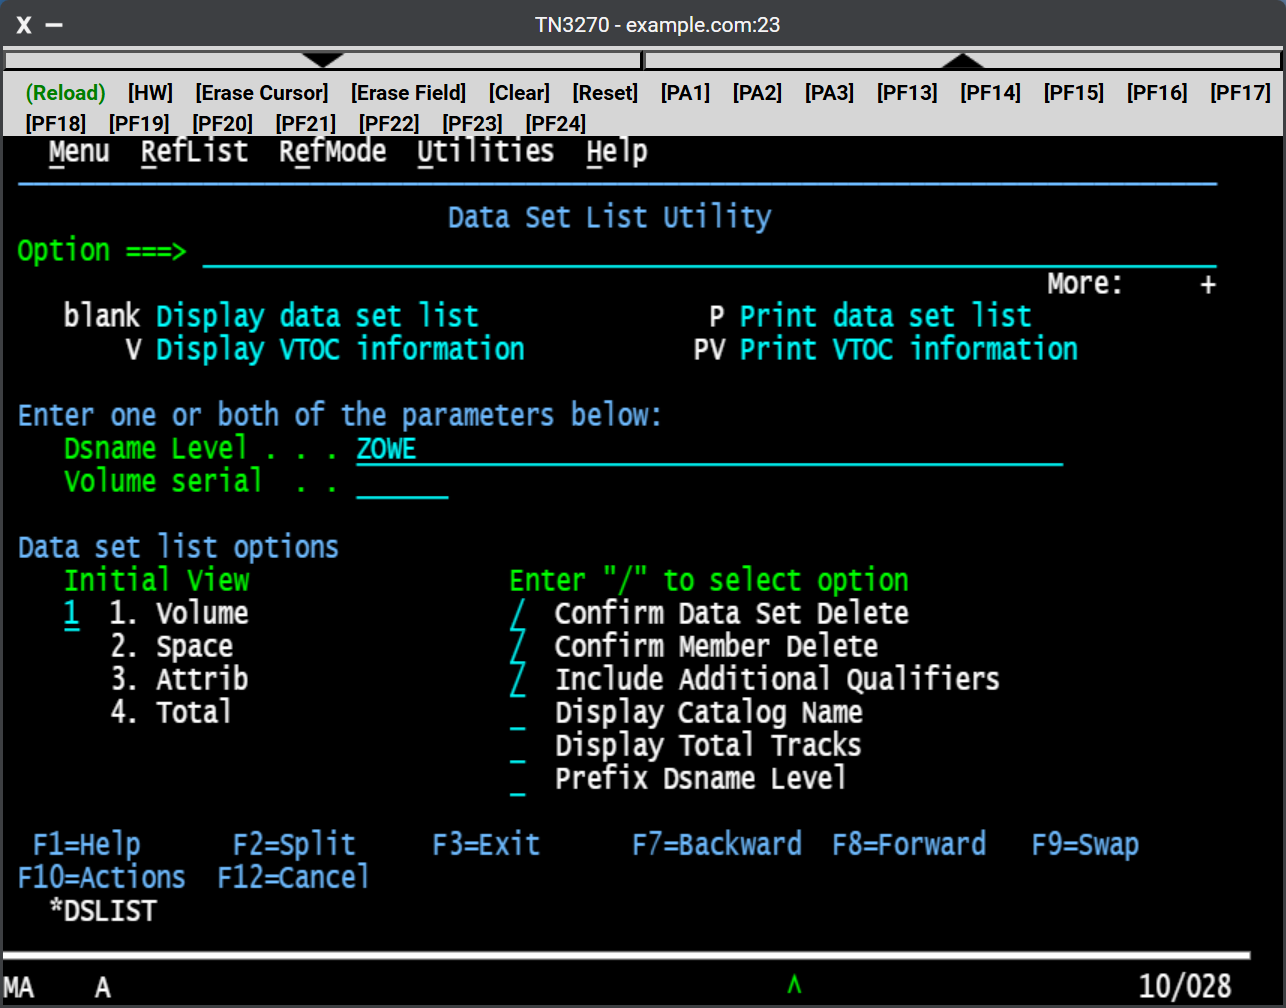 X − TN3270 - example.com:23
(Reload) [HW] [Erase Cursor] [Erase Field] [Clear] [Reset] [PA1] [PA2] [PA3] [PF13] [PF14] [PF15] [PF16] [PF17]
[PF18] [PF19] [PF20] [PF21] [PF22] [PF23] [PF24]
Menu RefList RefMode Utilities Help
Data Set List Utility
Option ===>
More: +
blank Display data set list P Print data set list
V Display VTOC information PV Print VTOC information
Enter one or both of the parameters below:
Dsname Level . . . ZOWE
Volume serial . .
Data set list options
Initial View Enter "/" to select option
1 1. Volume / Confirm Data Set Delete
2. Space / Confirm Member Delete
3. Attrib / Include Additional Qualifiers
4. Total _ Display Catalog Name
_ Display Total Tracks
_ Prefix Dsname Level
F1=Help F2=Split F3=Exit F7=Backward F8=Forward F9=Swap
F10=Actions F12=Cancel
*DSLIST
MA A ^ 10/028